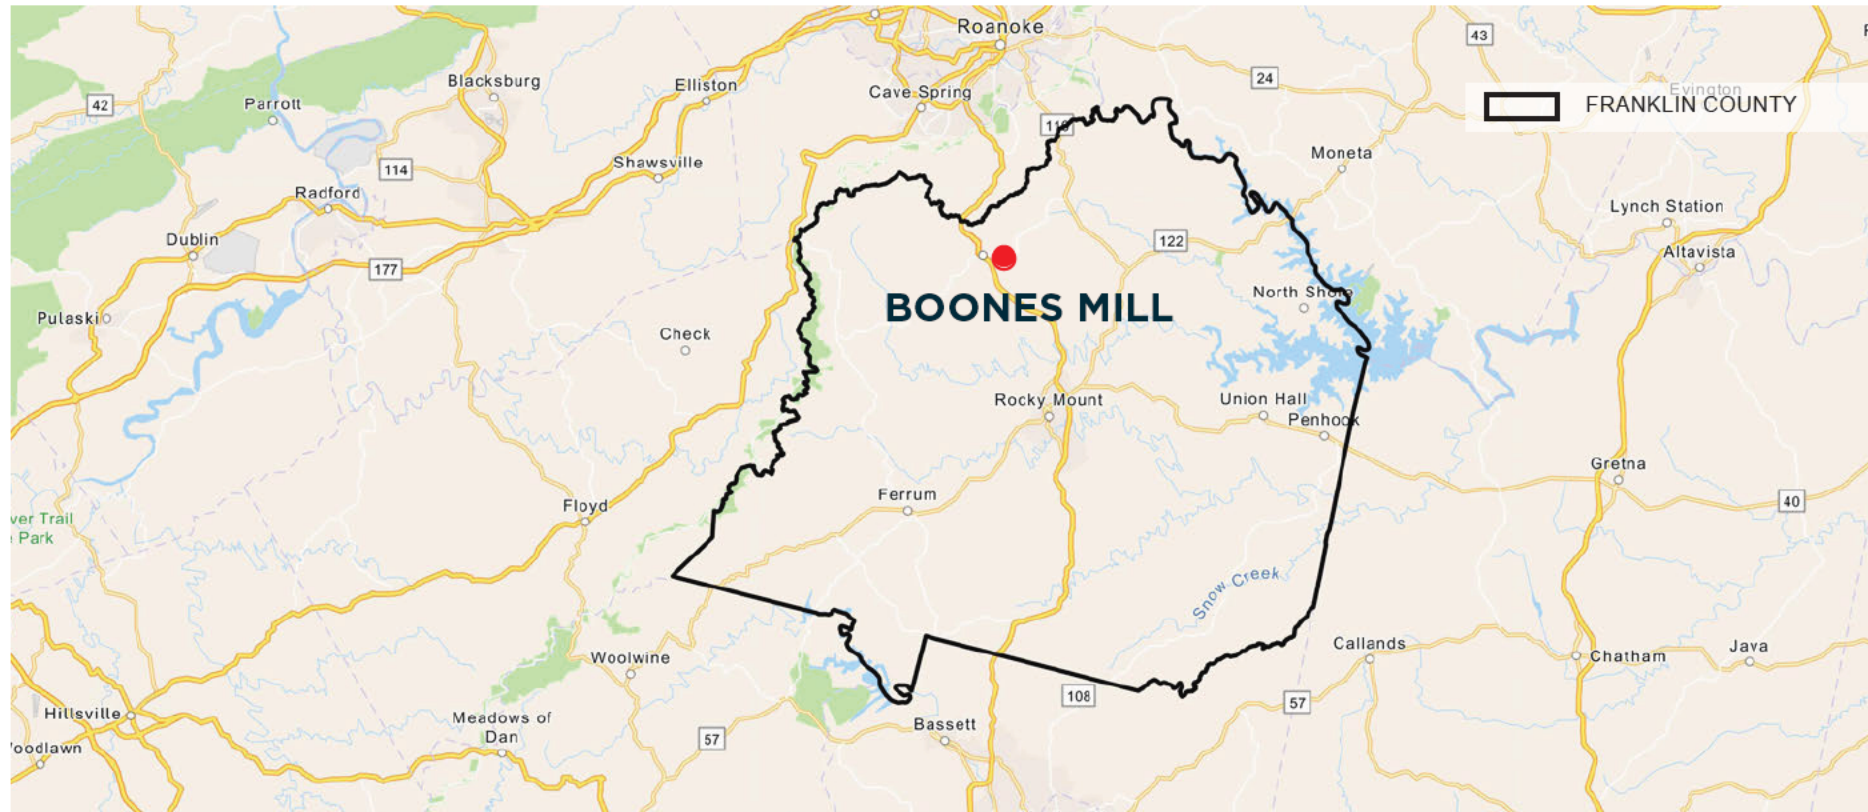 Roanoke
43
24
Blacksburg
Elliston
Cave Spring
Evington
FRANKLIN COUNTY
42
Parrott
119
Moneta
114
Shawsville
Radford
Lynch Station
Dublin
122
Altavista
177
North Shore
BOONES MILL
Pulaski
Check
Rocky Mount
Union Hall
Penhook
Gretna
Ferrum
40
Floyd
ver Trail
Park
Snow Creek
Callands
Java
Woolwine
Chatham
108
57
Hillsville
Meadows of
Dan
Bassett
57
oodlawn